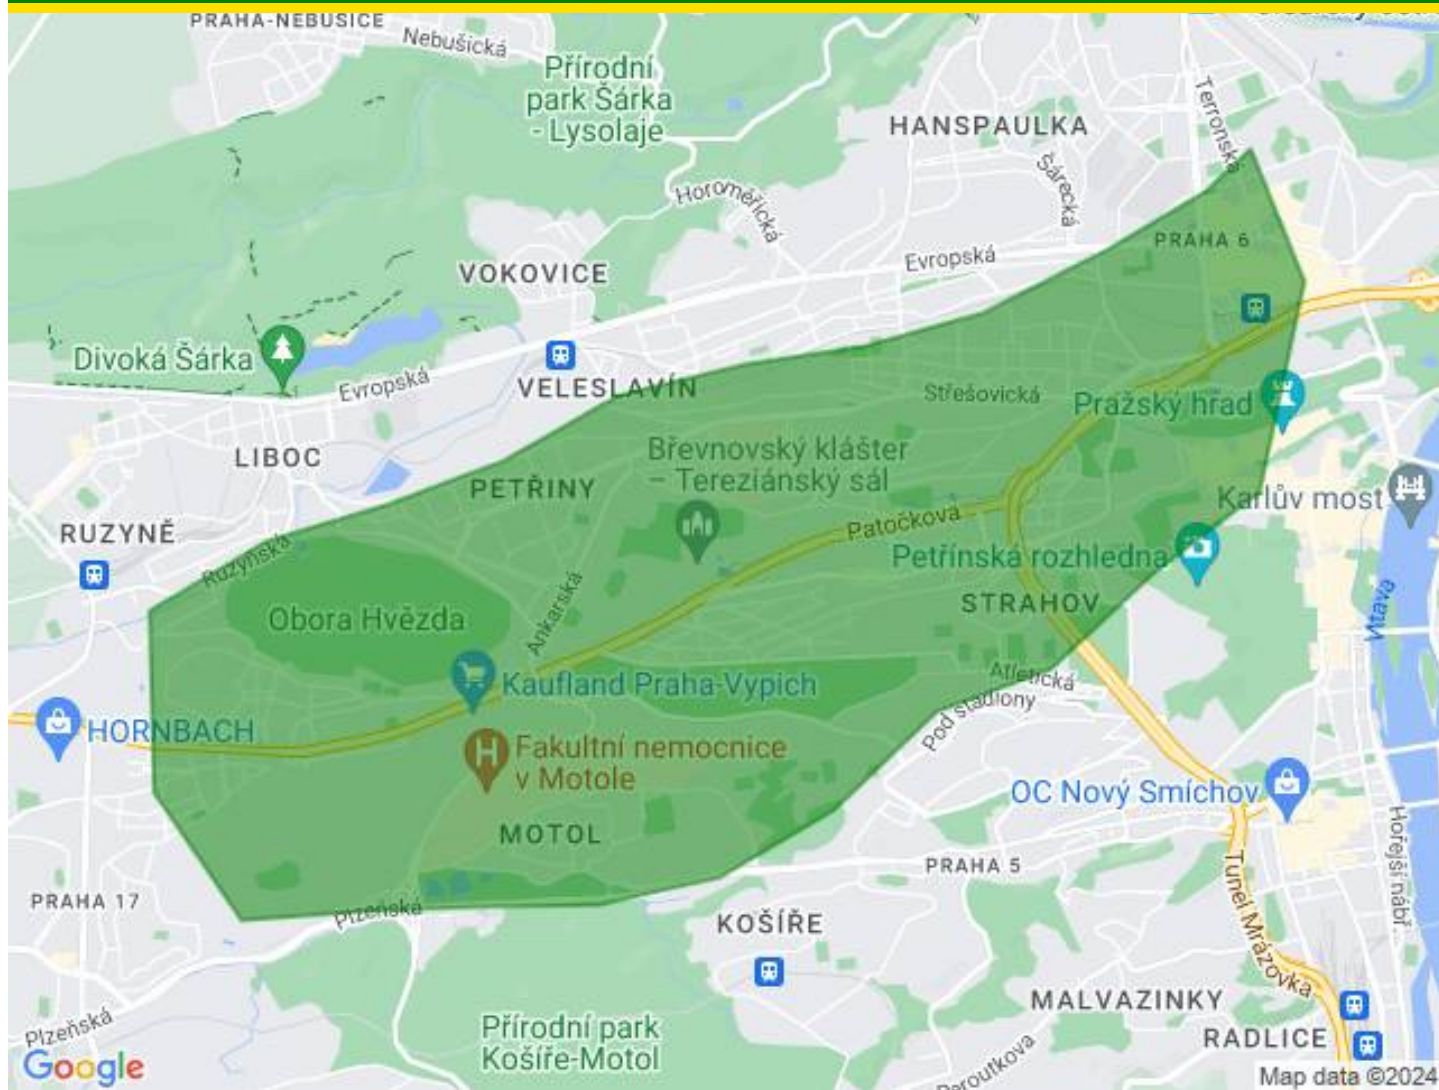 PRAHA-NEBUŠICE
Nebušická
Přírodní
park Šárka
- Lysolaje
HANSPAULKA
Terronská
Šárecká
Horoměřická
PRAHA 6
Evropská
VOKOVICE
Divoká Šárka
Evropská
VELESLAVÍN
Střešovická
Pražský hrad
LIBOC
Břevnovský klášter
– Tereziánský sál
PETŘINY
Karlův most
Patočkova
RUZYNĚ
Ruzyňská
Petřínská rozhledna
Ankarská
STRAHOV
Vltava
Obora Hvězda
Kaufland Praha-Vypich
Atletická
Pod stadiony
HORNBACH
Fakultní nemocnice
v Motole
OC Nový Smíchov
MOTOL
Hořejší nábř.
PRAHA 5
PRAHA 17
Plzeňská
KOŠÍŘE
Tunel Mrázovka
MALVAZINKY
Plzeňská
Přírodní park
Košíře-Motol
RADLICE
Peroutkova
Google
Map data ©2024